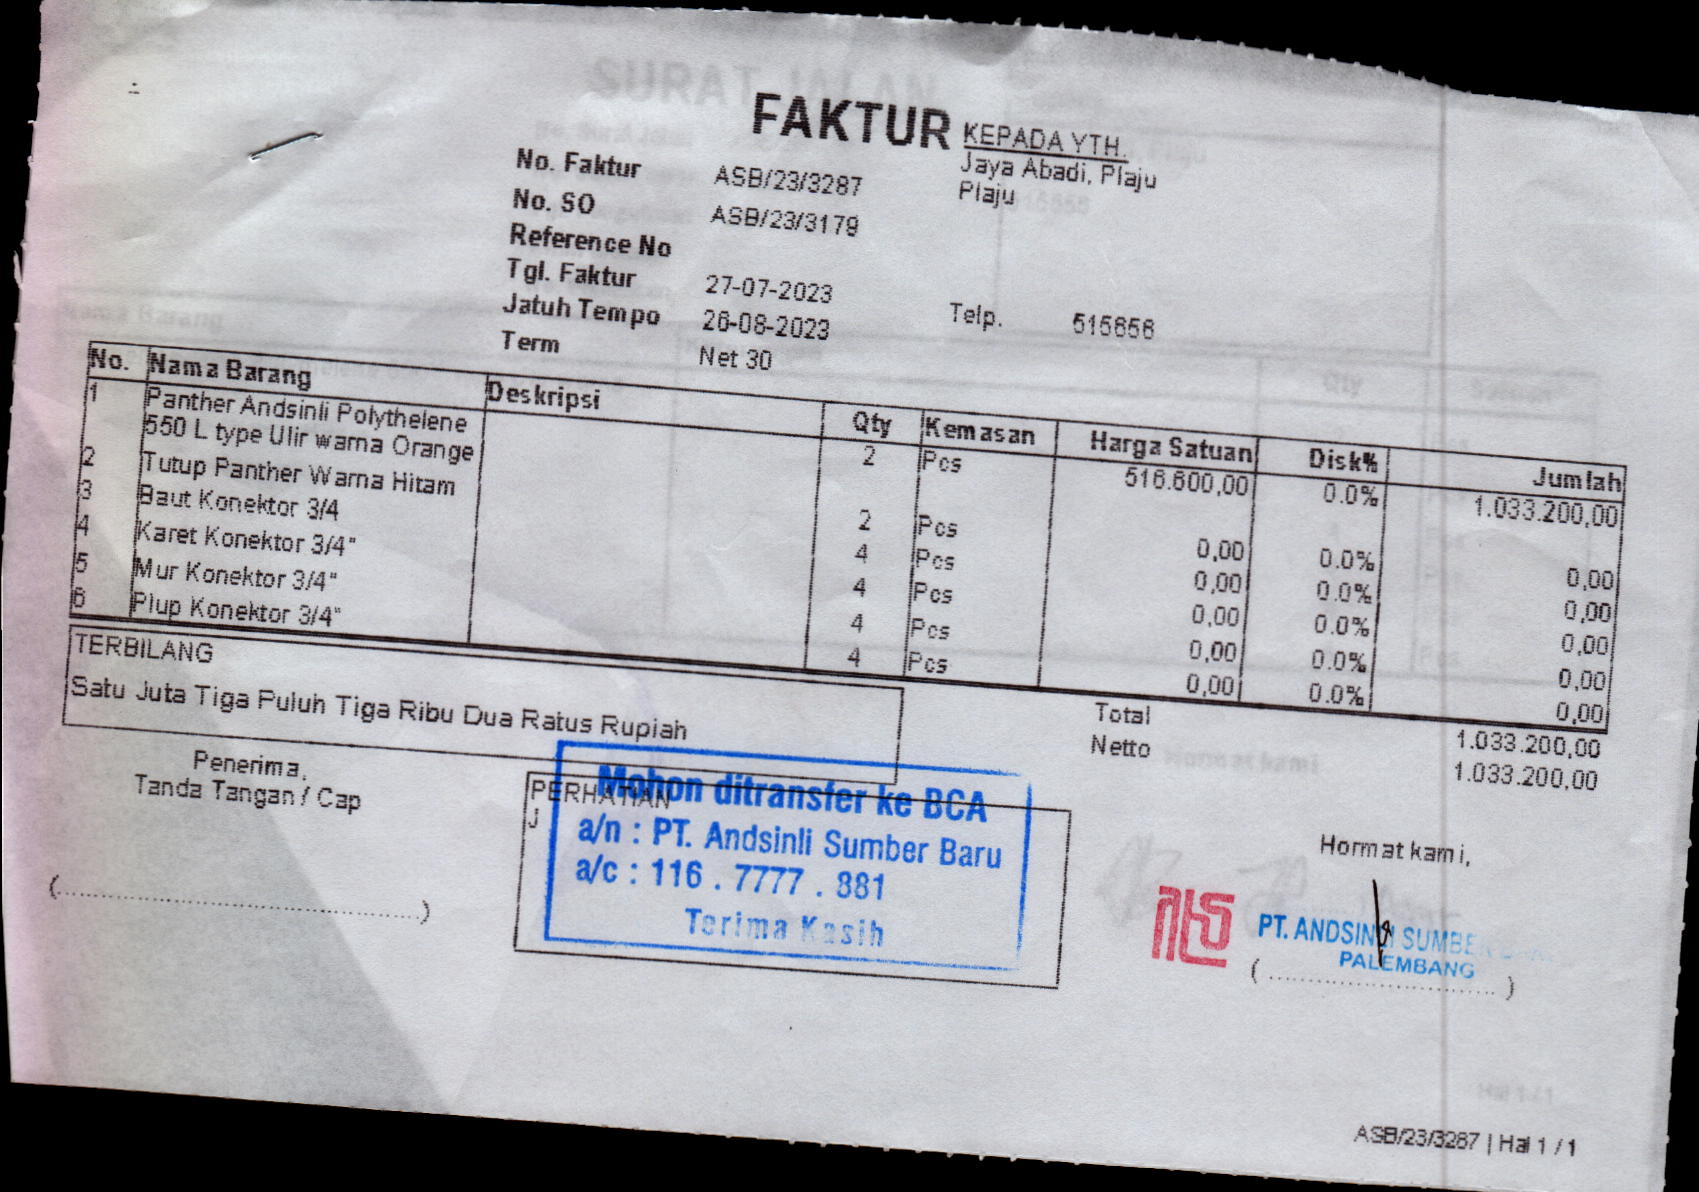 FAKTUR
KEPADA YTH.
Jaya Abadi, Plaju
Plaju
No. Faktur ASB/23/3287
No. SO ASB/23/3179
Reference No
Tgl. Faktur 27-07-2023
Jatuh Tempo 26-08-2023
Term Net 30
Telp. 515656
No. Nama Barang Deskripsi Qty Kemasan Harga Satuan Disk% Jumlah
1 Panther Andsinli Polythelene 2 Pcs 516.600,00 0.0% 1.033.200,00
550 L type Ulir warna Orange
2 Tutup Panther Warna Hitam 2 Pcs 0,00 0.0% 0,00
3 Baut Konektor 3/4 4 Pcs 0,00 0.0% 0,00
4 Karet Konektor 3/4" 4 Pcs 0,00 0.0% 0,00
5 Mur Konektor 3/4" 4 Pcs 0,00 0.0% 0,00
6 Plup Konektor 3/4" 4 Pcs 0,00 0.0% 0,00
TERBILANG
Satu Juta Tiga Puluh Tiga Ribu Dua Ratus Rupiah
Total 1.033.200,00
Netto 1.033.200,00
Penerima,
Tanda Tangan / Cap
(..............................)
PERHATIAN
J
Mohon ditransfer ke BCA
a/n : PT. Andsinli Sumber Baru
a/c : 116 . 7777 . 881
Terima Kasih
Hormat kami,
PT. ANDSINLI SUMBER
PALEMBANG
(..............................)
ASB/23/3287 | Hal 1 / 1
SURAT JALAN